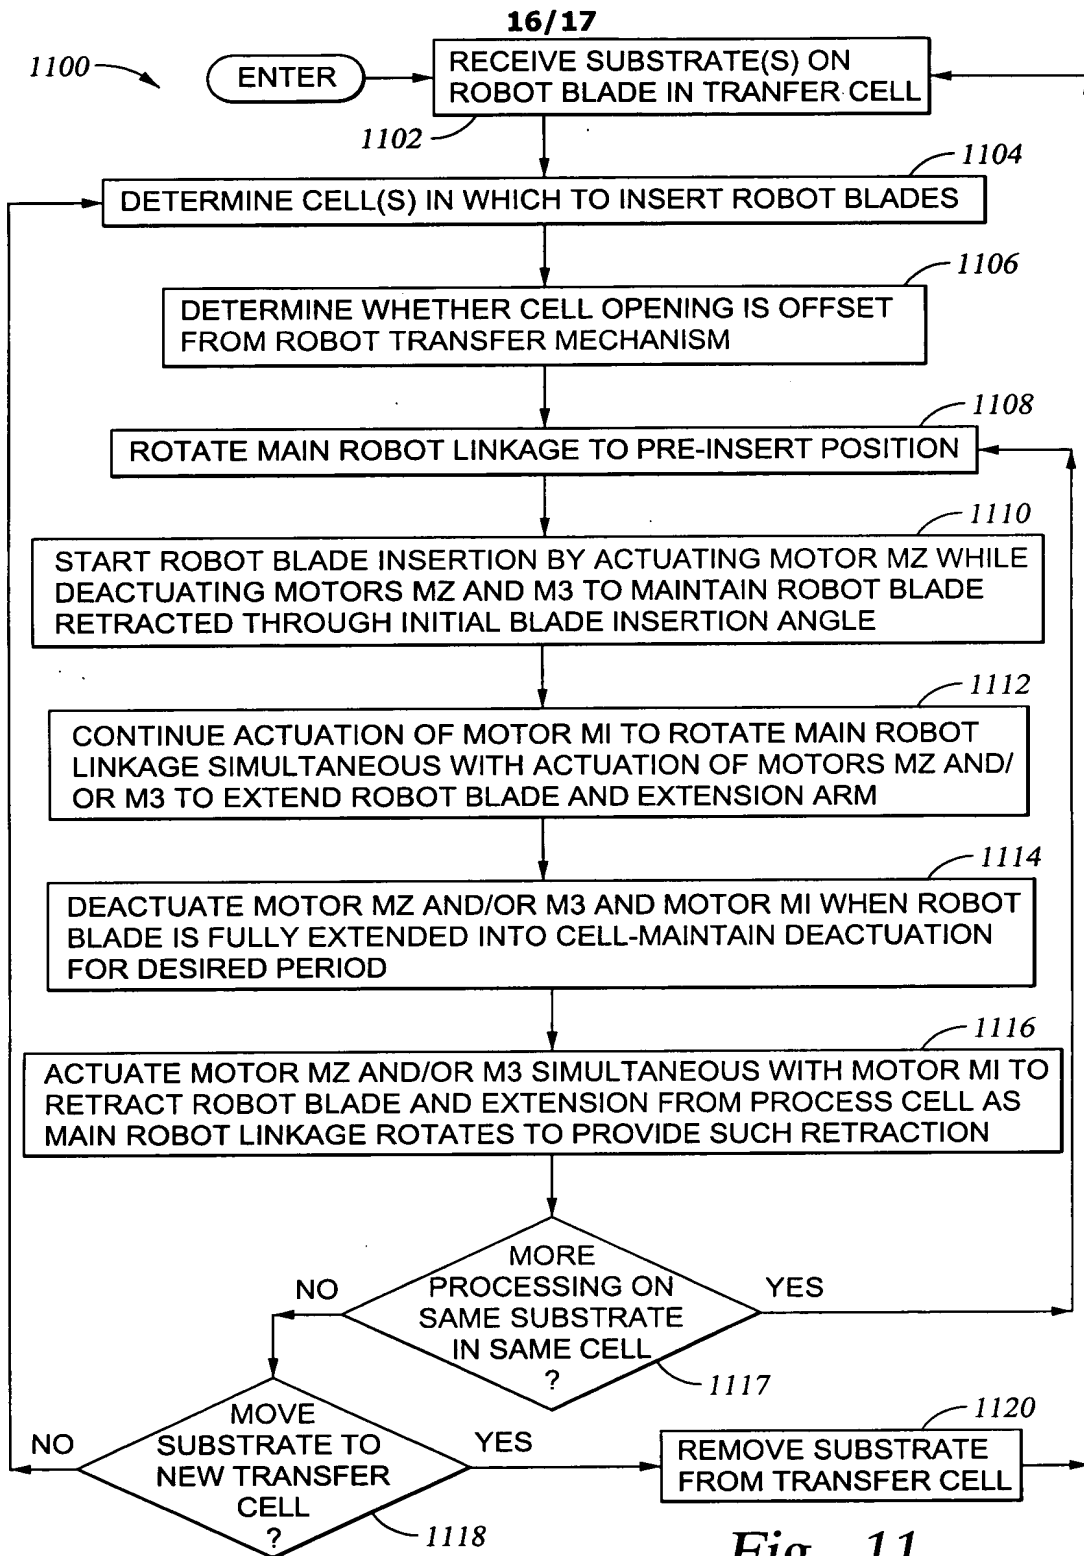 16/17
1100
ENTER
RECEIVE SUBSTRATE(S) ON
ROBOT BLADE IN TRANFER CELL
1102
1104
DETERMINE CELL(S) IN WHICH TO INSERT ROBOT BLADES
1106
DETERMINE WHETHER CELL OPENING IS OFFSET
FROM ROBOT TRANSFER MECHANISM
1108
ROTATE MAIN ROBOT LINKAGE TO PRE-INSERT POSITION
1110
START ROBOT BLADE INSERTION BY ACTUATING MOTOR MZ WHILE
DEACTUATING MOTORS MZ AND M3 TO MAINTAIN ROBOT BLADE
RETRACTED THROUGH INITIAL BLADE INSERTION ANGLE
1112
CONTINUE ACTUATION OF MOTOR MI TO ROTATE MAIN ROBOT
LINKAGE SIMULTANEOUS WITH ACTUATION OF MOTORS MZ AND/
OR M3 TO EXTEND ROBOT BLADE AND EXTENSION ARM
1114
DEACTUATE MOTOR MZ AND/OR M3 AND MOTOR MI WHEN ROBOT
BLADE IS FULLY EXTENDED INTO CELL-MAINTAIN DEACTUATION
FOR DESIRED PERIOD
1116
ACTUATE MOTOR MZ AND/OR M3 SIMULTANEOUS WITH MOTOR MI TO
RETRACT ROBOT BLADE AND EXTENSION FROM PROCESS CELL AS
MAIN ROBOT LINKAGE ROTATES TO PROVIDE SUCH RETRACTION
MORE
PROCESSING ON
SAME SUBSTRATE
IN SAME CELL
?
NO
YES
1117
MOVE
SUBSTRATE TO
NEW TRANSFER
CELL
?
NO
YES
1118
1120
REMOVE SUBSTRATE
FROM TRANSFER CELL
Fig. 11